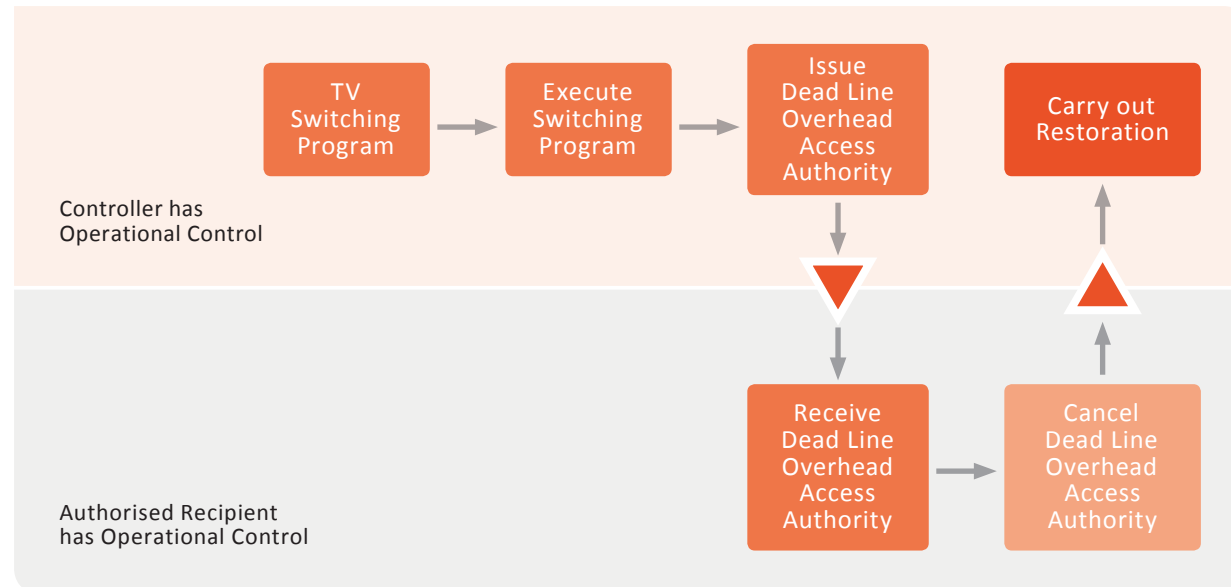 TV
Switching
Program
Execute
Switching
Program
Issue
Dead Line
Overhead
Access
Authority
Carry out
Restoration
Controller has
Operational Control
Receive
Dead Line
Overhead
Access
Authority
Cancel
Dead Line
Overhead
Access
Authority
Authorised Recipient
has Operational Control